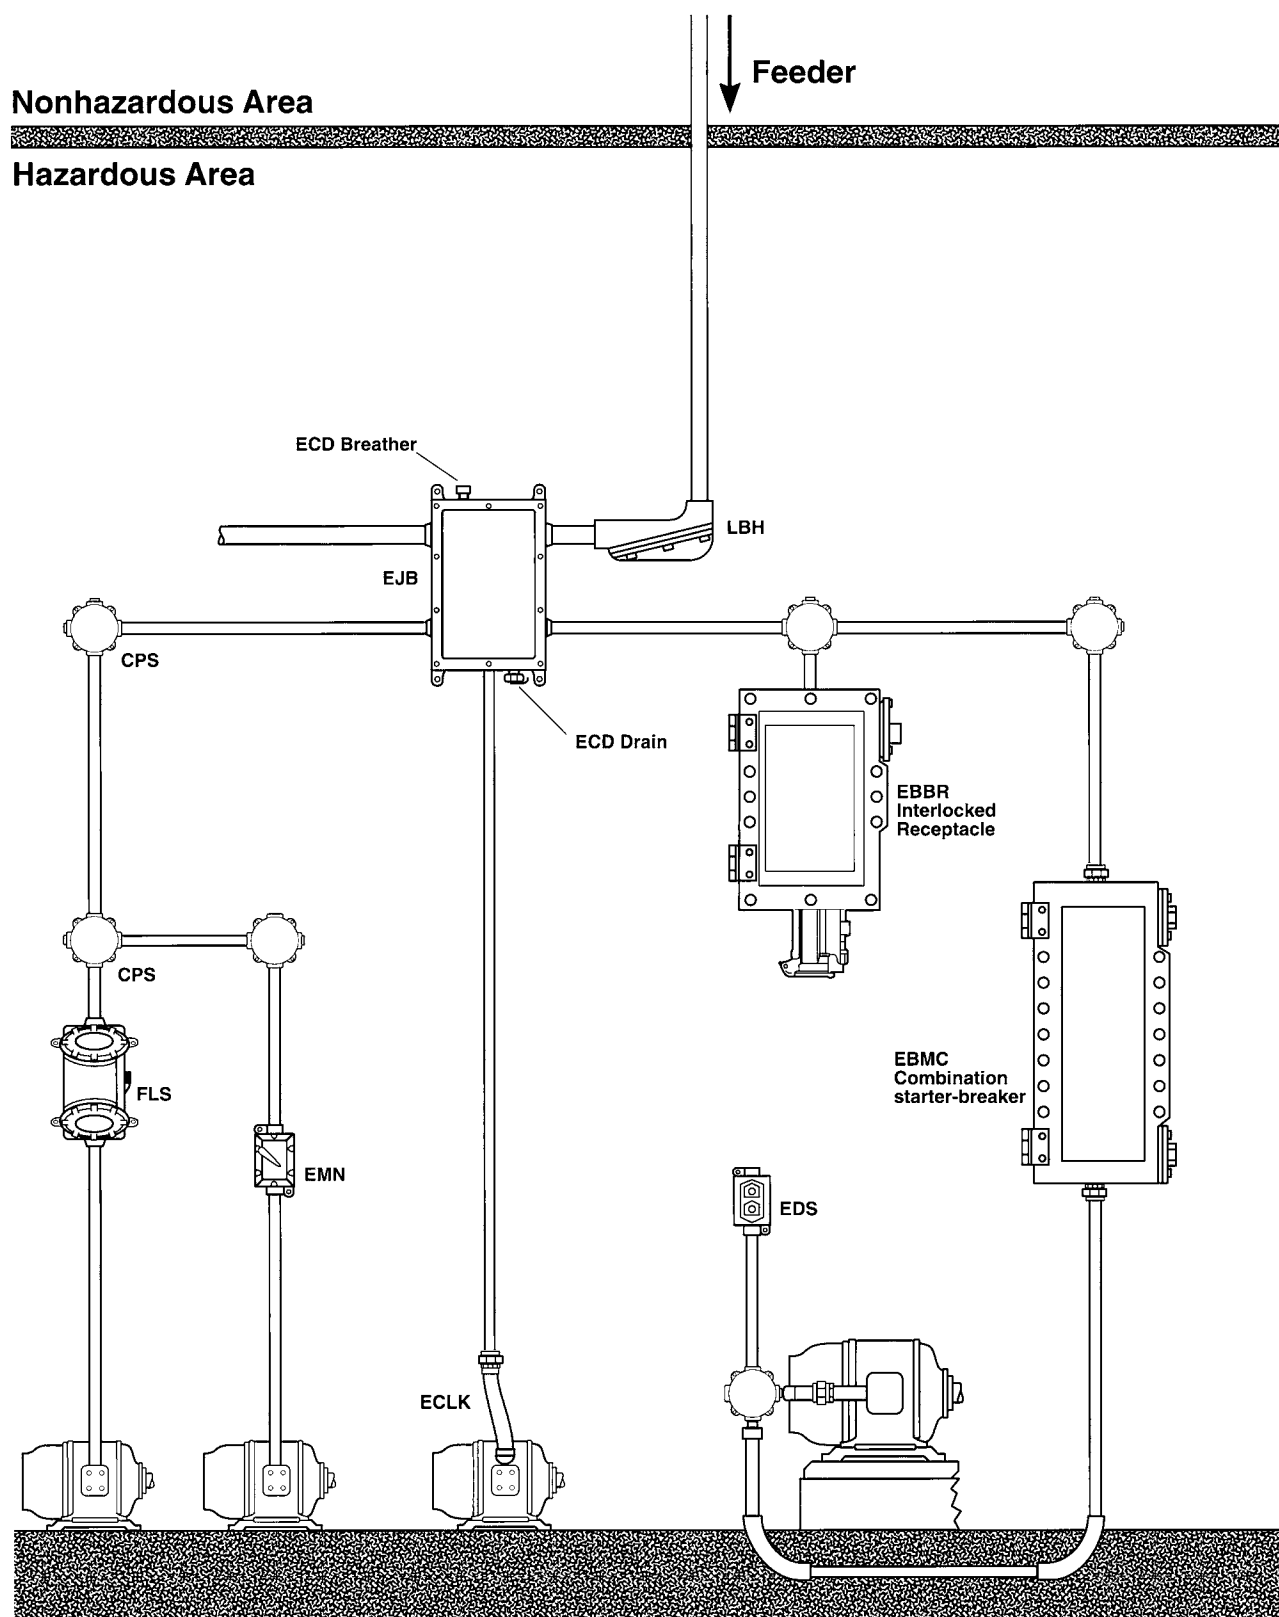 Feeder
Nonhazardous Area
Hazardous Area
ECD Breather
LBH
EJB
CPS
ECD Drain
EBBR
Interlocked
Receptacle
CPS
EBMC
Combination
starter-breaker
FLS
EMN
EDS
ECLK